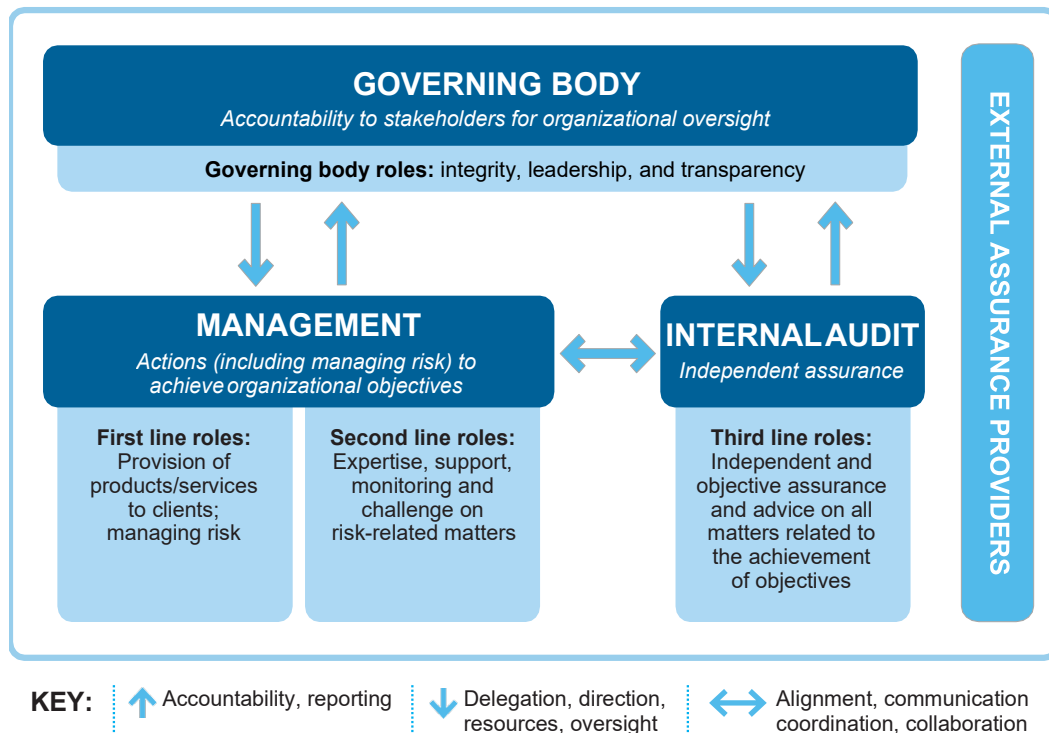 GOVERNING BODY
Accountability to stakeholders for organizational oversight
Governing body roles: integrity, leadership, and transparency
MANAGEMENT
Actions (including managing risk) to
achieve organizational objectives
First line roles:
Provision of
products/services
to clients;
managing risk
Second line roles:
Expertise, support,
monitoring and
challenge on
risk-related matters
INTERNAL AUDIT
Independent assurance
Third line roles:
Independent and
objective assurance
and advice on all
matters related to
the achievement
of objectives
EXTERNAL ASSURANCE PROVIDERS
KEY:
Accountability, reporting
Delegation, direction,
resources, oversight
Alignment, communication
coordination, collaboration